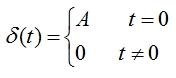 δ(t) = { A t = 0
0 t ≠ 0